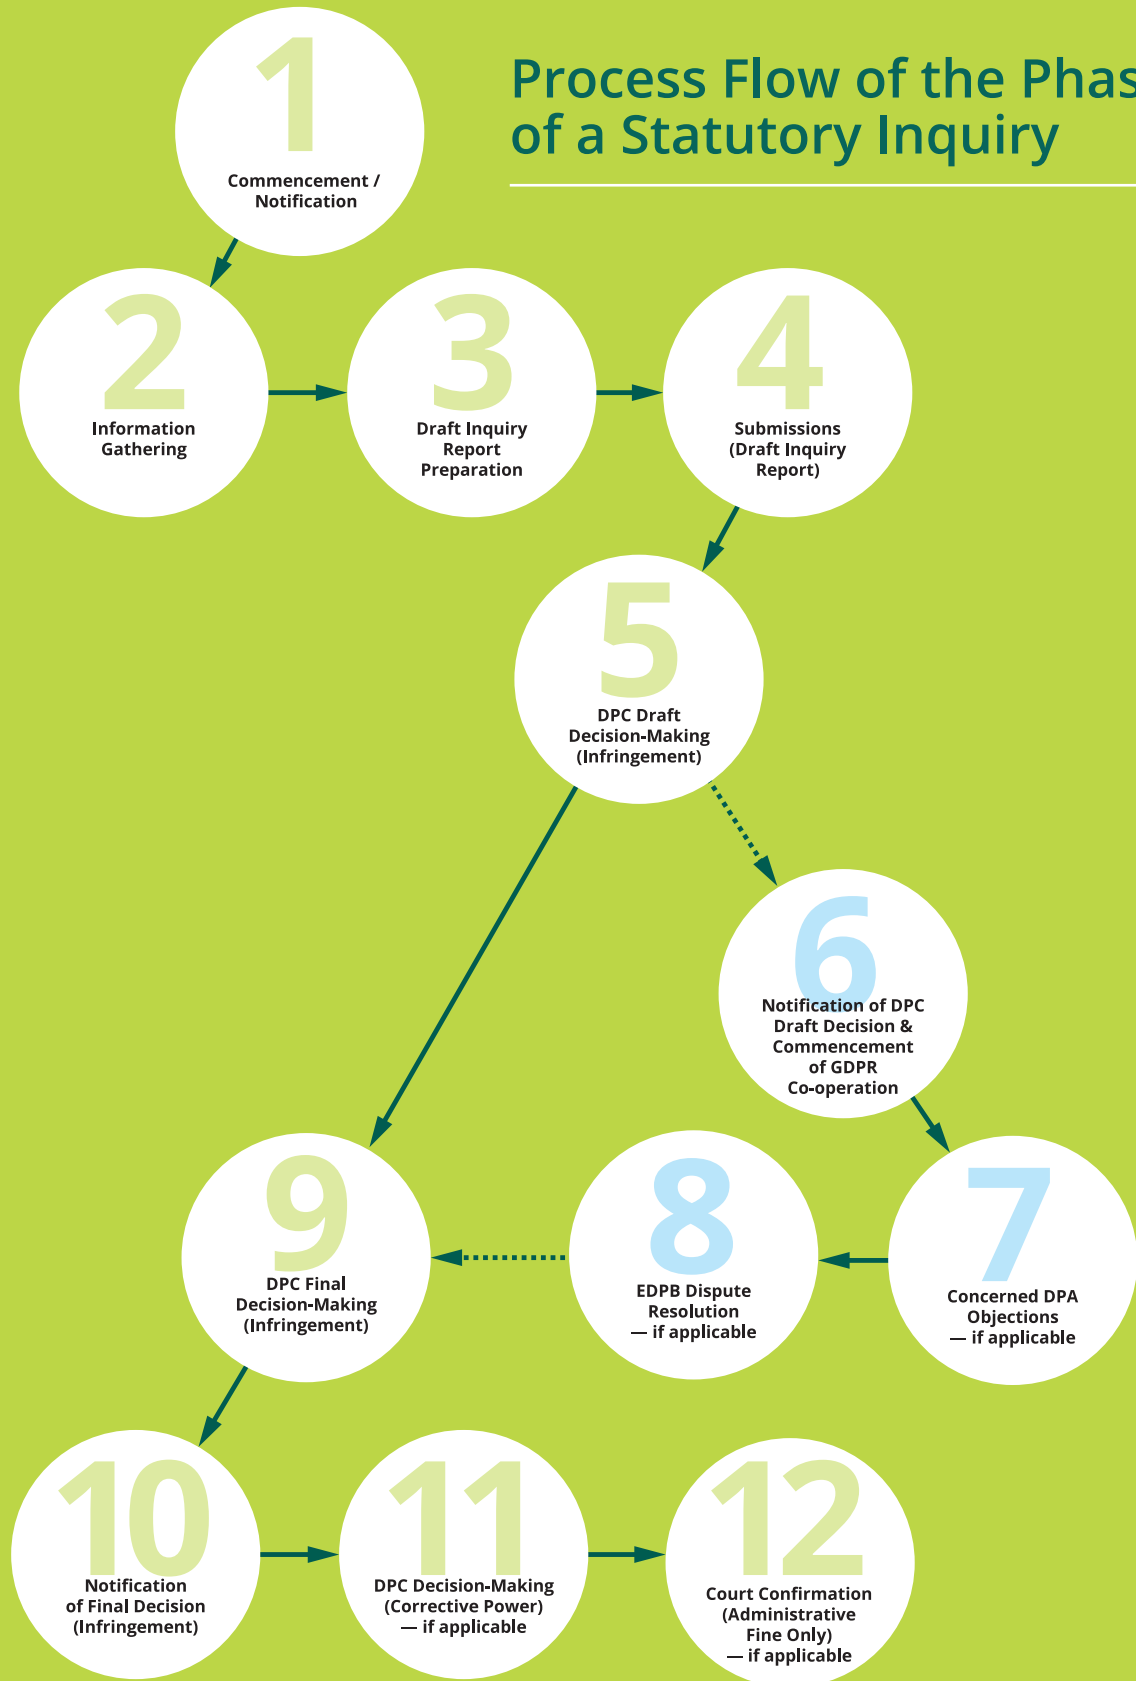 Process Flow of the Phas
of a Statutory Inquiry
1
Commencement /
Notification
2
Information
Gathering
3
Draft Inquiry
Report
Preparation
4
Submissions
(Draft Inquiry
Report)
5
DPC Draft
Decision-Making
(Infringement)
6
Notification of DPC
Draft Decision &
Commencement
of GDPR
Co-operation
7
Concerned DPA
Objections
— if applicable
8
EDPB Dispute
Resolution
— if applicable
9
DPC Final
Decision-Making
(Infringement)
10
Notification
of Final Decision
(Infringement)
11
DPC Decision-Making
(Corrective Power)
— if applicable
12
Court Confirmation
(Administrative
Fine Only)
— if applicable